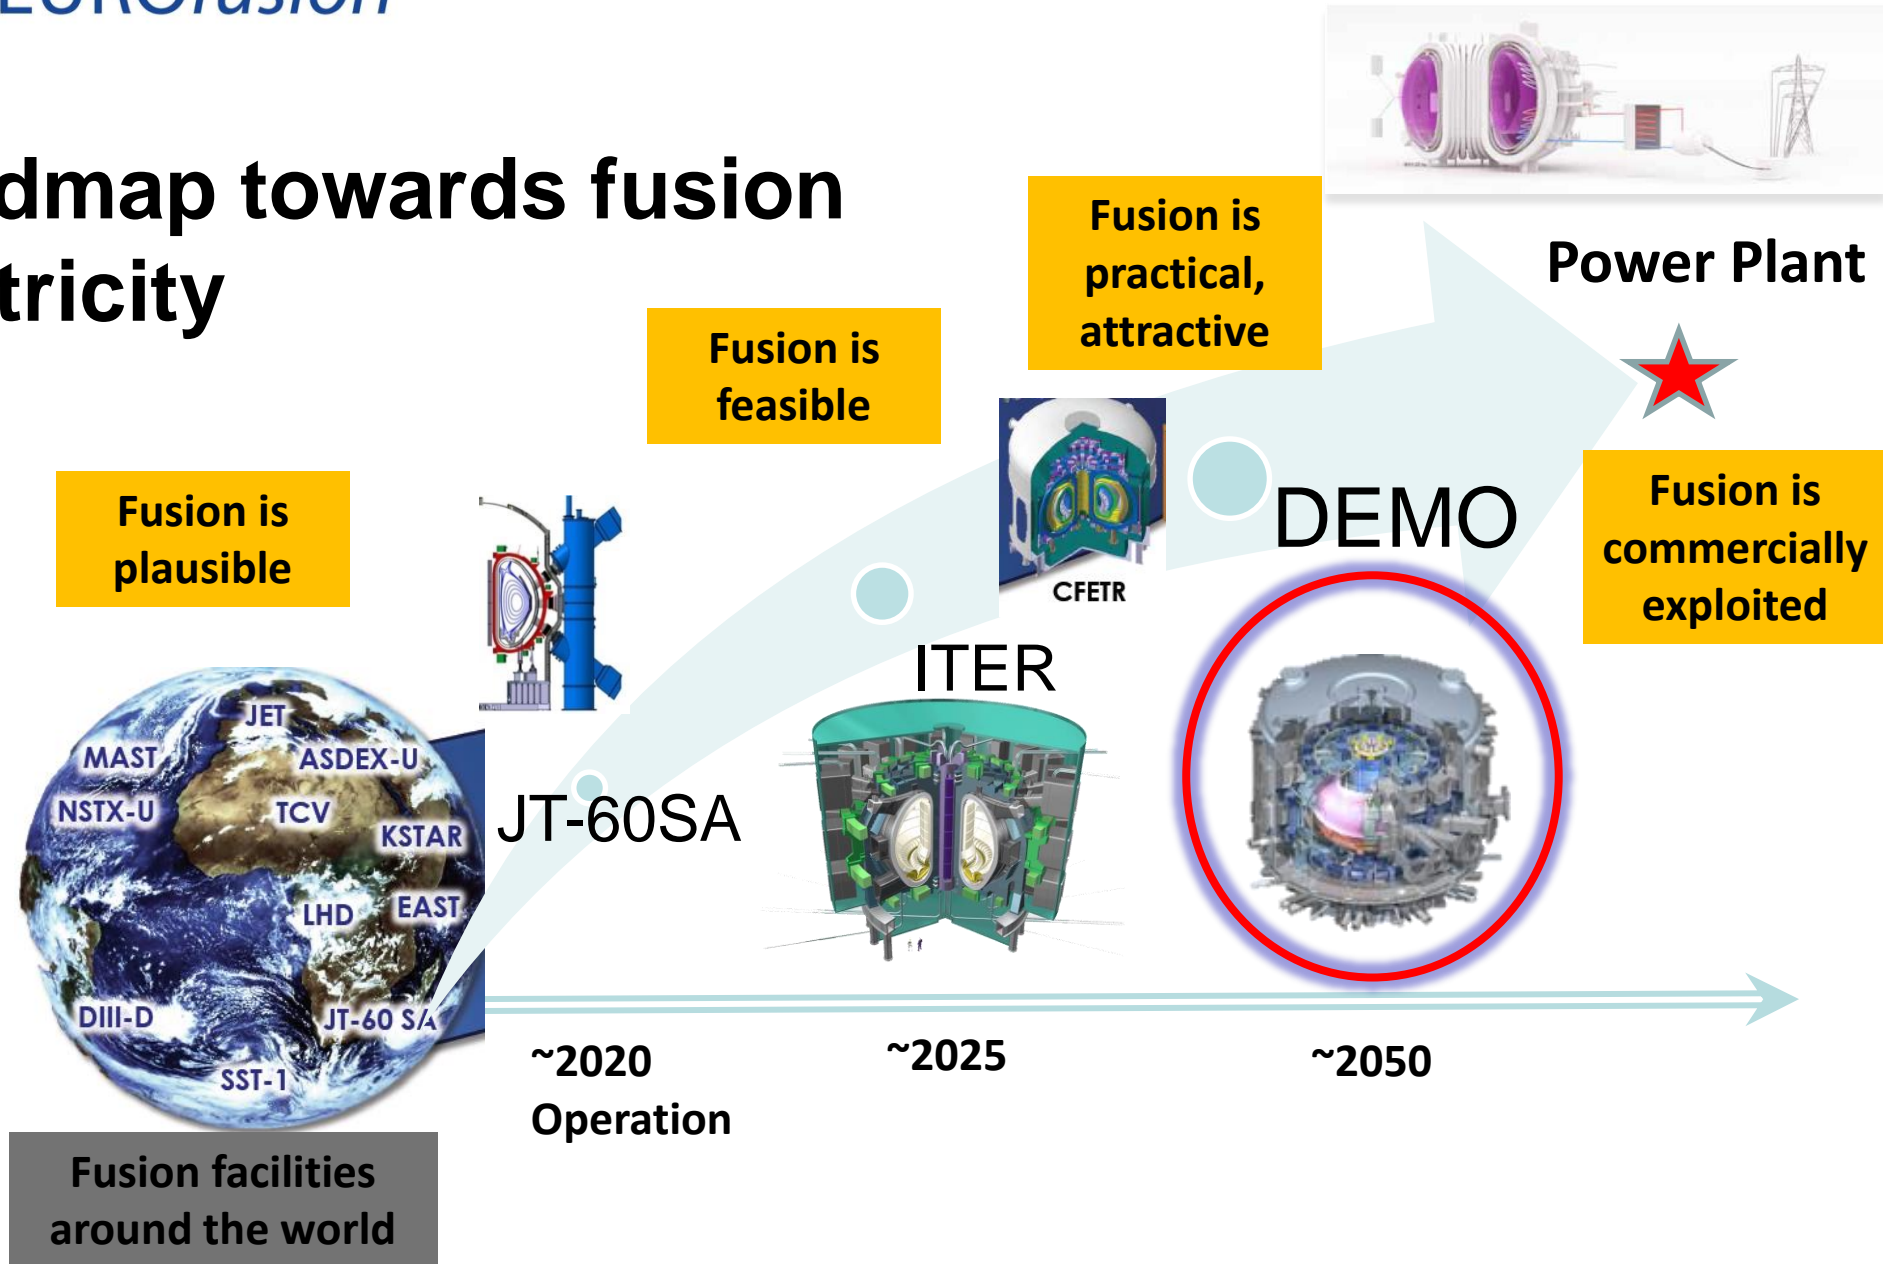 EUROfusion
dmap towards fusion
tricity
Fusion is
practical,
attractive
Power Plant
Fusion is
feasible
Fusion is
plausible
CFETR
DEMO
Fusion is
commercially
exploited
ITER
JT-60SA
JET
MAST
ASDEX-U
NSTX-U
TCV
KSTAR
LHD
EAST
DIII-D
JT-60 SA
SST-1
~2020
Operation
~2025
~2050
Fusion facilities
around the world